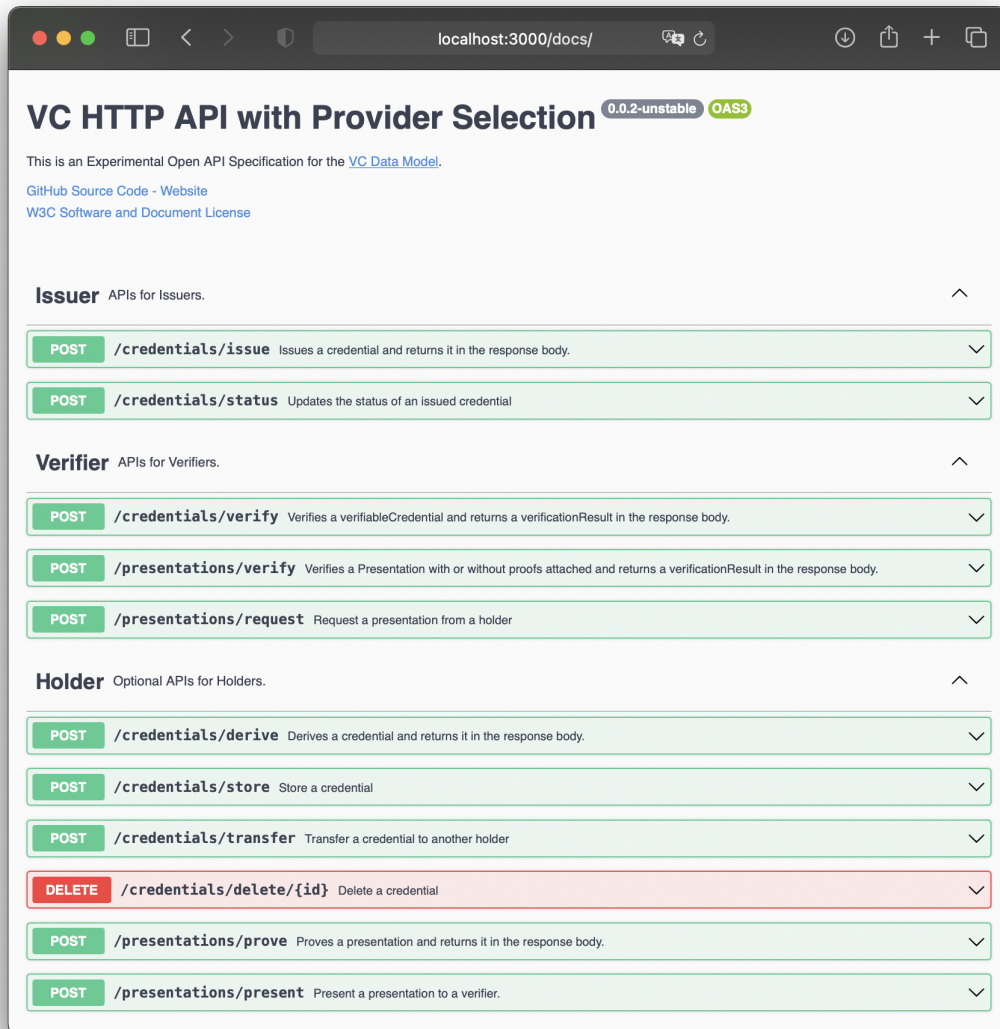 localhost:3000/docs/
VC HTTP API with Provider Selection 0.0.2-unstable OAS3
This is an Experimental Open API Specification for the VC Data Model.
GitHub Source Code - Website
W3C Software and Document License
Issuer APIs for Issuers.
POST /credentials/issue Issues a credential and returns it in the response body.
POST /credentials/status Updates the status of an issued credential
Verifier APIs for Verifiers.
POST /credentials/verify Verifies a verifiableCredential and returns a verificationResult in the response body.
POST /presentations/verify Verifies a Presentation with or without proofs attached and returns a verificationResult in the response body.
POST /presentations/request Request a presentation from a holder
Holder Optional APIs for Holders.
POST /credentials/derive Derives a credential and returns it in the response body.
POST /credentials/store Store a credential
POST /credentials/transfer Transfer a credential to another holder
DELETE /credentials/delete/{id} Delete a credential
POST /presentations/prove Proves a presentation and returns it in the response body.
POST /presentations/present Present a presentation to a verifier.